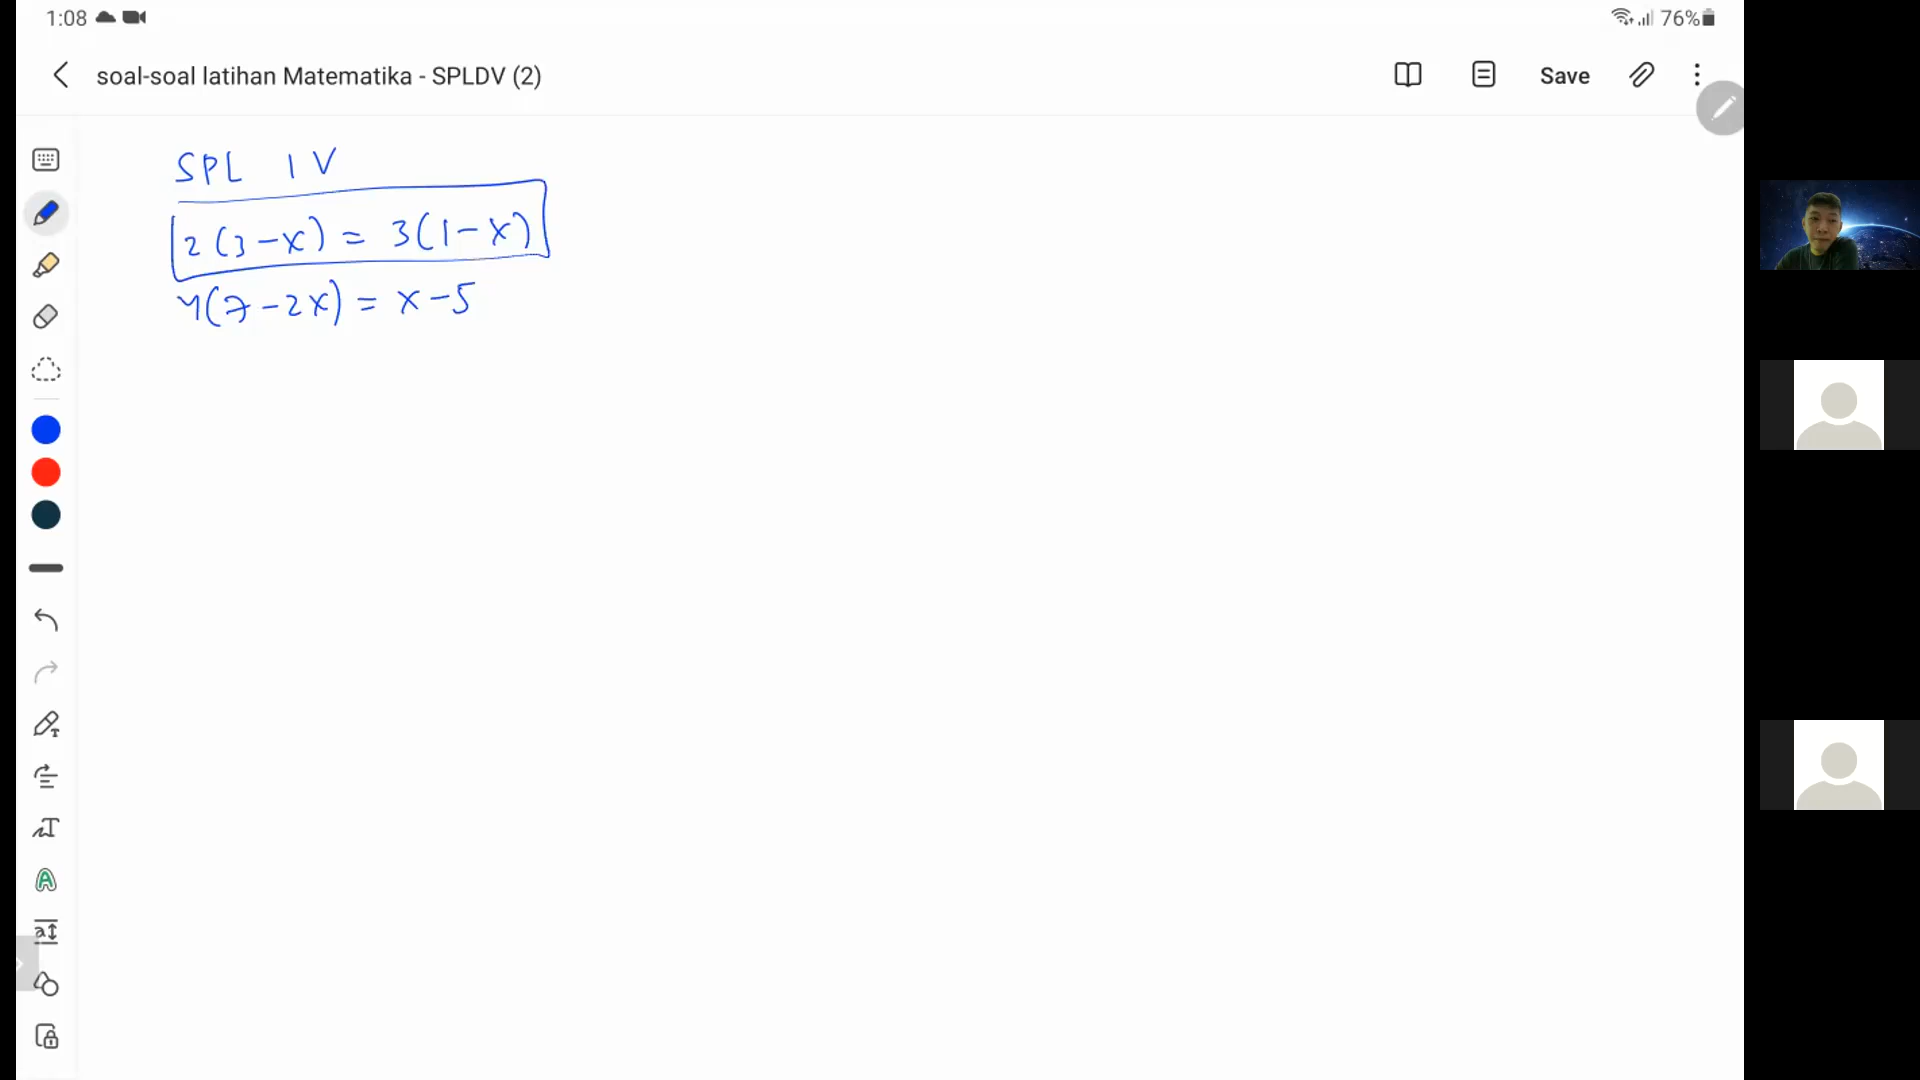 1:08 76%
soal-soal latihan Matematika - SPLDV (2) Save
SPL 1 V
2(3-x) = 3(1-x)
4(7-2x) = x-5